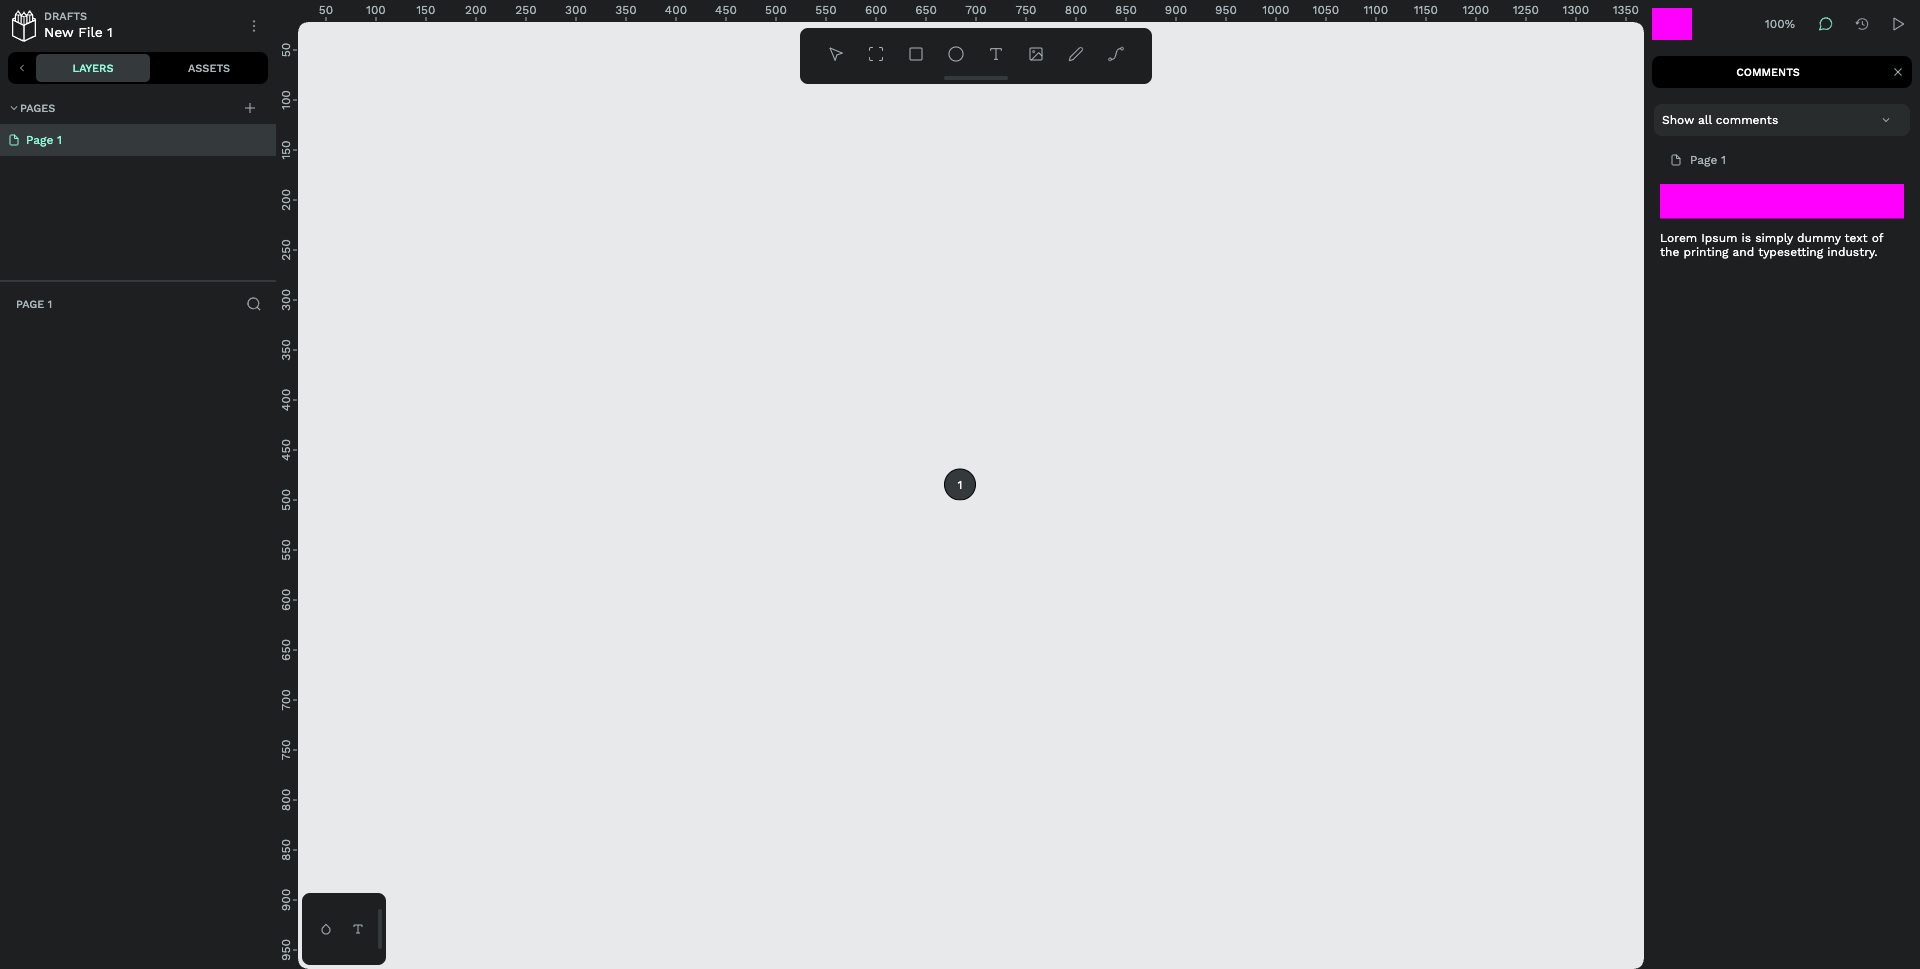 DRAFTS
New File 1
LAYERS
ASSETS
PAGES
Page 1
PAGE 1
50 100 150 200 250 300 350 400 450 500 550 600 650 700 750 800 850 900 950 1000 1050 1100 1150 1200 1250 1300 1350
50
100
150
200
250
300
350
400
450
500
550
600
650
700
750
800
850
900
950
1
100%
COMMENTS
Show all comments
Page 1
Lorem Ipsum is simply dummy text of
the printing and typesetting industry.